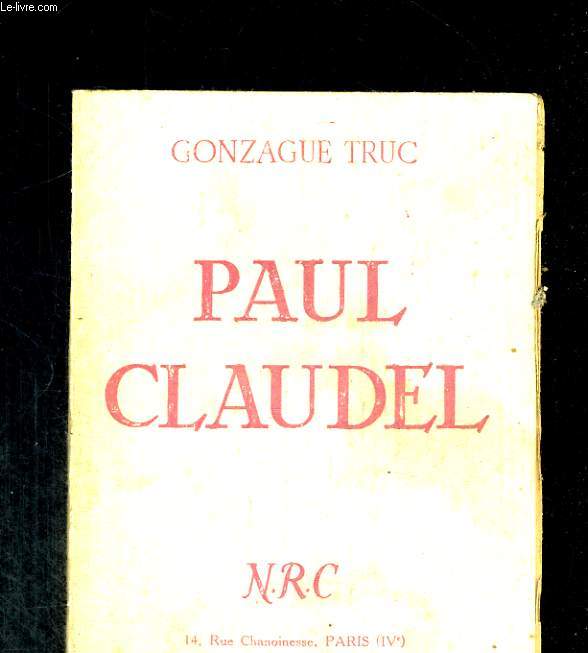 Le-livre.com
GONZAGUE TRUC
PAUL
CLAUDEL
N.R.C
14, Rue Chanoinesse, PARIS (IVe)